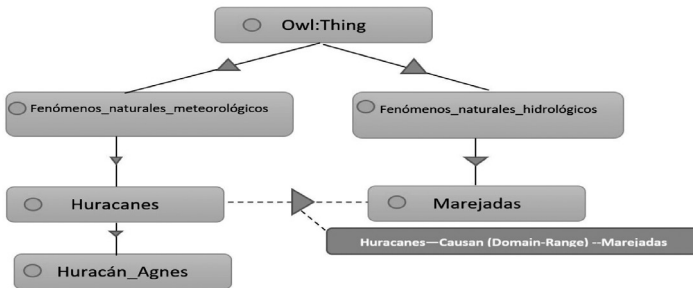 Owl:Thing
Fenómenos_naturales_meteorológicos
Fenómenos_naturales_hidrológicos
Huracanes
Marejadas
Huracanes—Causan (Domain-Range) --Marejadas
Huracán_Agnes